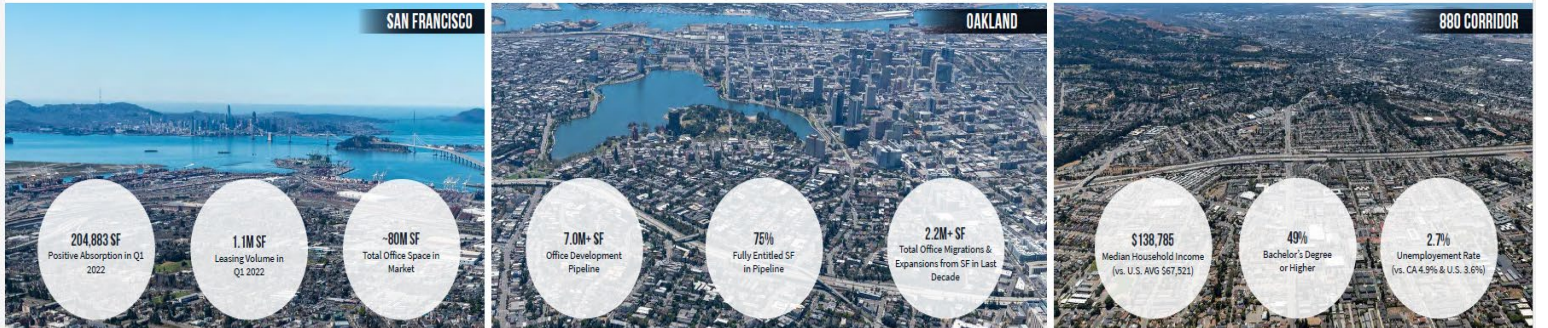 SAN FRANCISCO
204,883 SF
Positive Absorption in Q1
2022
1.1M SF
Leasing Volume in
Q1 2022
~80M SF
Total Office Space in
Market
OAKLAND
7.0M+ SF
Office Development
Pipeline
75%
Fully Entitled SF
in Pipeline
2.2M+ SF
Total Office Migrations &
Expansions from SF in Last
Decade
880 CORRIDOR
$138,785
Median Household Income
(vs. U.S. AVG $67,521)
49%
Bachelor's Degree
or Higher
2.7%
Unemployement Rate
(vs. CA 4.9% & U.S. 3.6%)